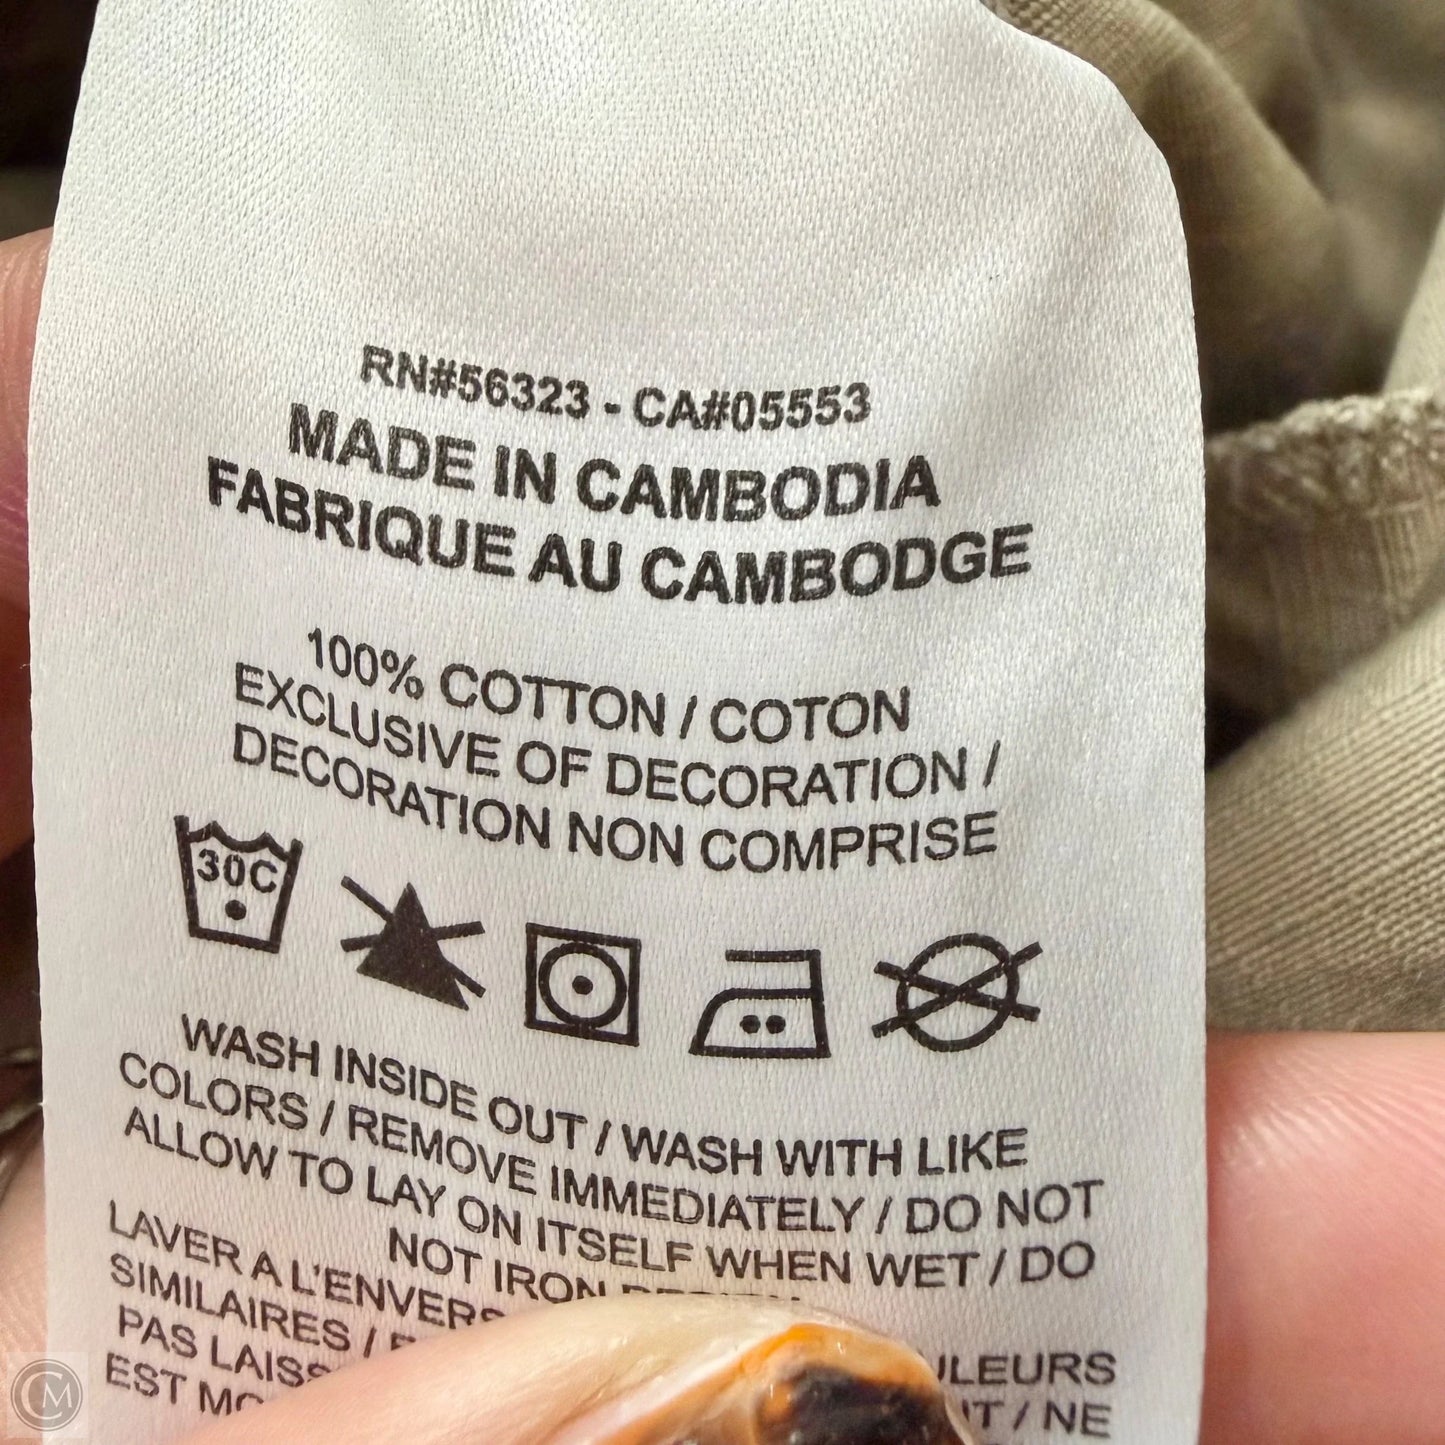 RN#56323 - CA#05553
MADE IN CAMBODIA
FABRIQUE AU CAMBODGE
100% COTTON / COTON
EXCLUSIVE OF DECORATION /
DECORATION NON COMPRISE
30C
WASH INSIDE OUT / WASH WITH LIKE
COLORS / REMOVE IMMEDIATELY / DO NOT
ALLOW TO LAY ON ITSELF WHEN WET / DO
NOT IRON
LAVER A L'ENVERS
SIMILAIRES /
PAS
EST / NE
CM